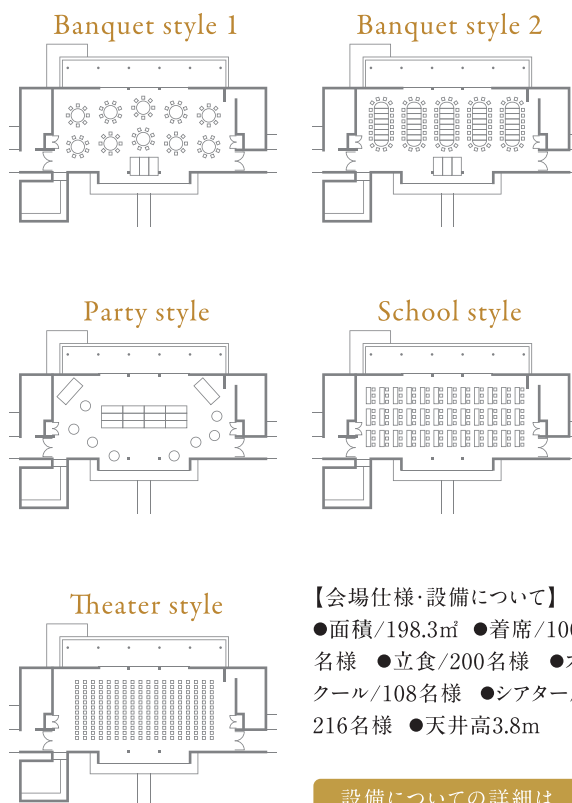 Banquet style 1
Banquet style 2
Party style
School style
Theater style
【会場仕様·設備について】
●面積/198.3㎡ ●着席/10
名様 ●立食/200名様 ●
クール/108名様 ●シアター/
216名様 ●天井高3.8m
設備についての詳細は